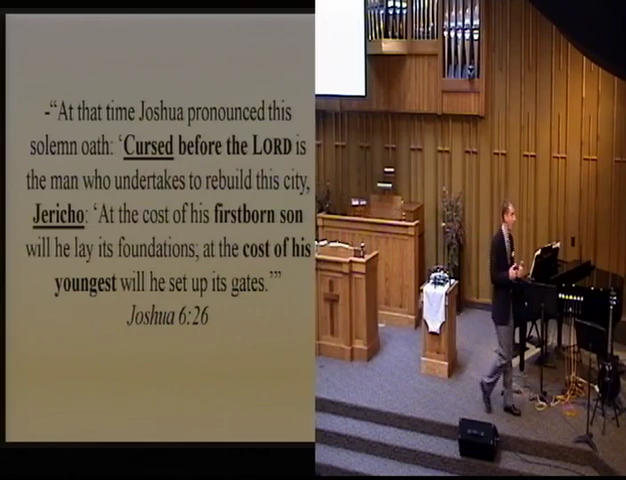 -“At that time Joshua pronounced this
solemn oath: ‘Cursed before the LORD is
the man who undertakes to rebuild this city,
Jericho: ‘At the cost of his firstborn son
will he lay its foundations; at the cost of his
youngest will he set up its gates.’”
Joshua 6:26